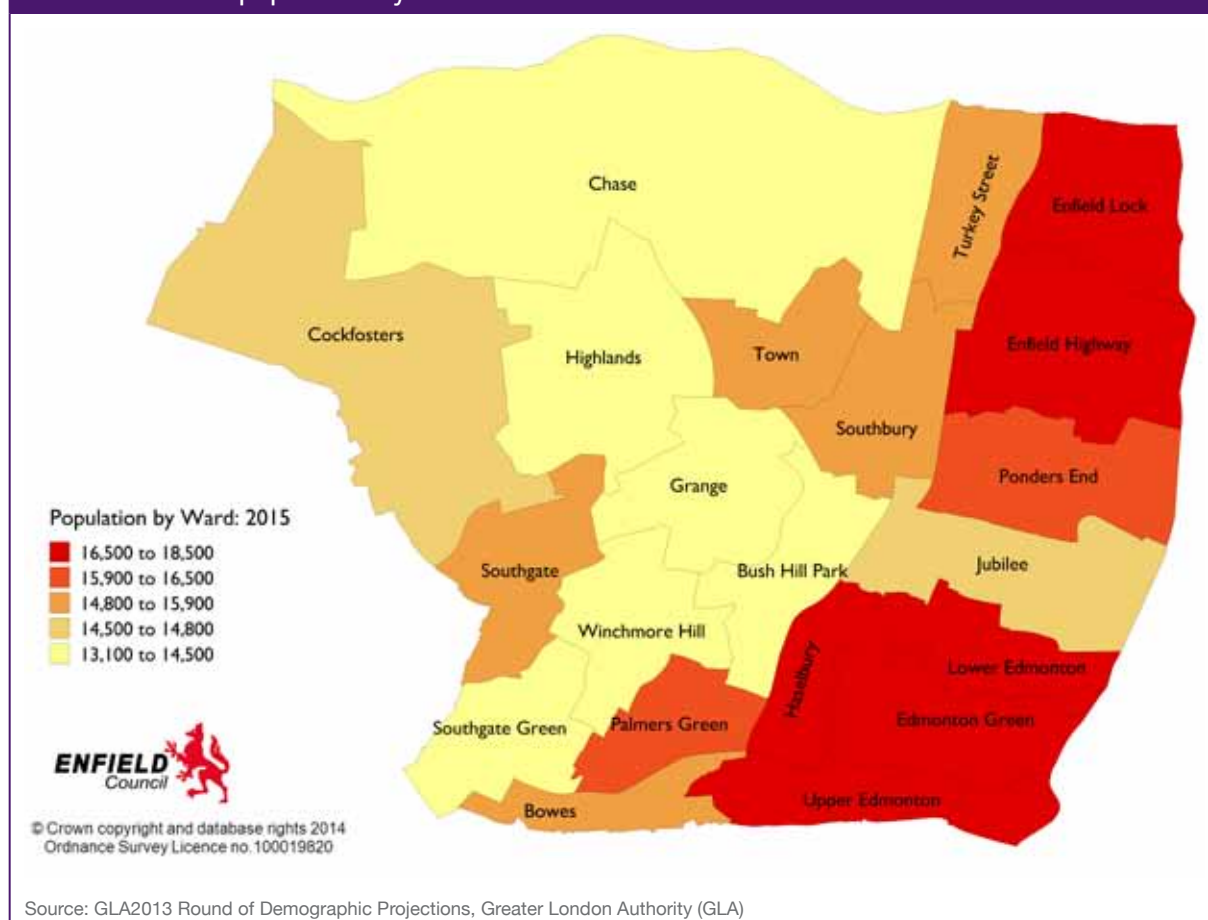 Chase
Turkey Street
Enfield Lock
Cockfosters
Highlands
Town
Enfield Highway
Southbury
Grange
Ponders End
Southgate
Bush Hill Park
Jubilee
Winchmore Hill
Haselbury
Lower Edmonton
Southgate Green
Palmers Green
Edmonton Green
Bowes
Upper Edmonton
Population by Ward: 2015
16,500 to 18,500
15,900 to 16,500
14,800 to 15,900
14,500 to 14,800
13,100 to 14,500
ENFIELD
Council
© Crown copyright and database rights 2014
Ordnance Survey Licence no.100019820
Source: GLA2013 Round of Demographic Projections, Greater London Authority (GLA)